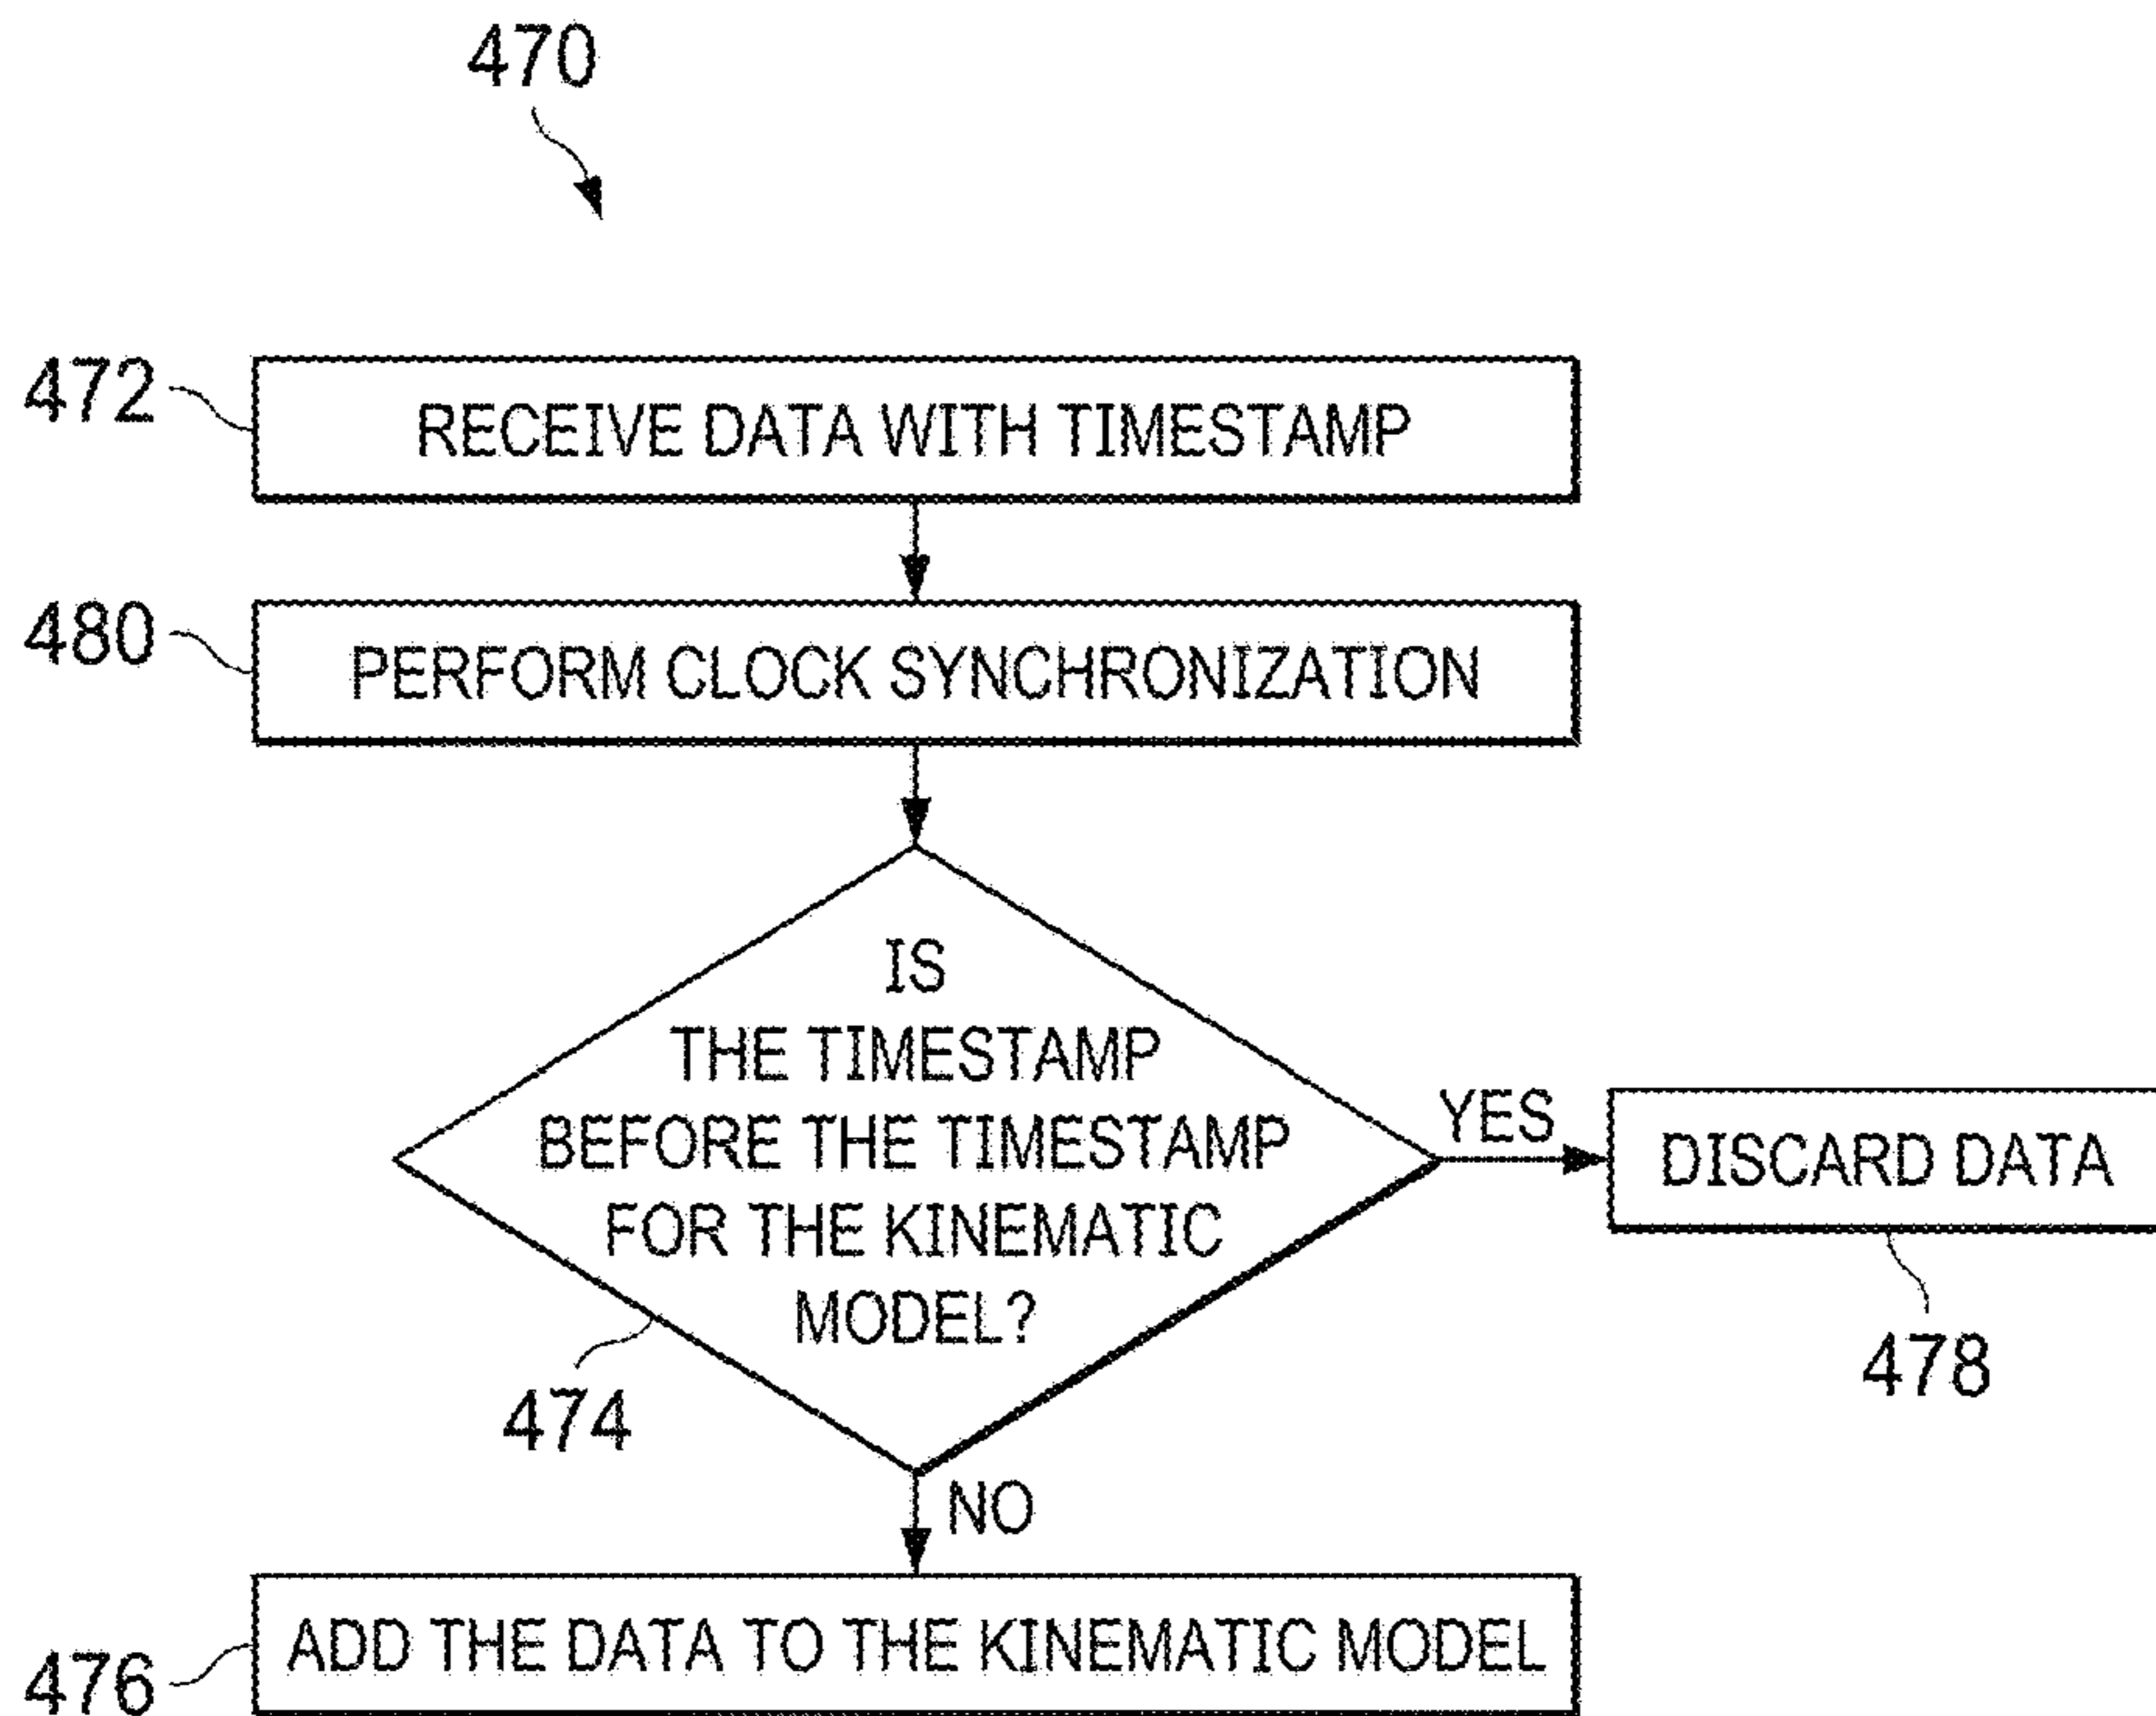 470
472
RECEIVE DATA WITH TIMESTAMP
480
PERFORM CLOCK SYNCHRONIZATION
IS
THE TIMESTAMP
BEFORE THE TIMESTAMP
FOR THE KINEMATIC
MODEL?
YES
DISCARD DATA
474
478
NO
ADD THE DATA TO THE KINEMATIC MODEL
476